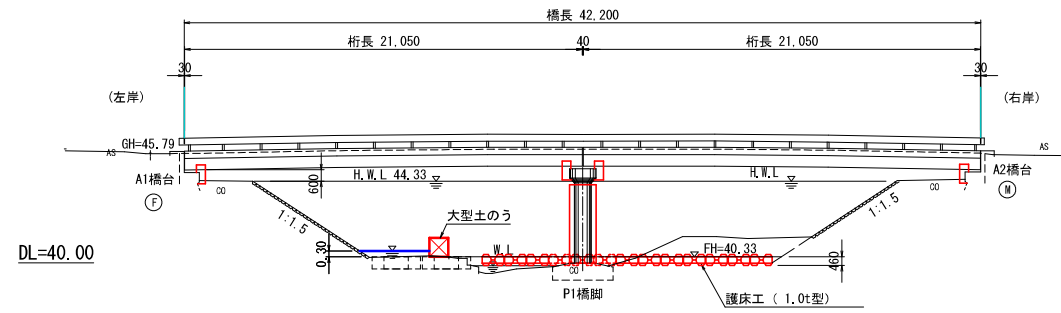 橋長 42,200
桁長 21,050
40
桁長 21,050
30
30
(左岸)
(右岸)
GH=45.79
AS
AS
A1橋台
A2橋台
H.W.L 44.33
H.W.L
600
CO
CO
F
M
1:1.5
1:1.5
大型土のう
DL=40.00
0.30
W.L
FH=40.33
460
CO
P1橋脚
護床工 ( 1.0t型)